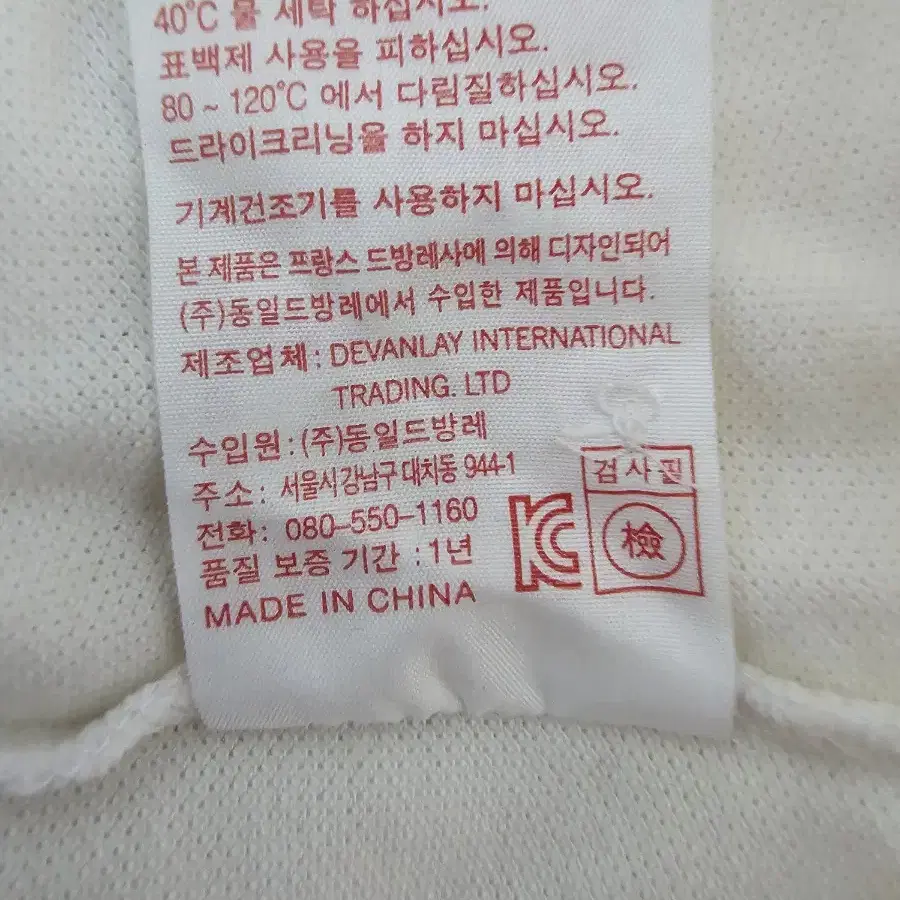 40℃ 물 세탁 하십시오.
표백제 사용을 피하십시오.
80 ~ 120℃ 에서 다림질하십시오.
드라이크리닝을 하지 마십시오.
기계건조기를 사용하지 마십시오.
본 제품은 프랑스 드방레사에 의해 디자인되어
(주)동일드방레에서 수입한 제품입니다.
제조업체 : DEVANLAY INTERNATIONAL
TRADING. LTD
수입원 : (주)동일드방레
주소 : 서울시강남구대치동 944-1
전화 : 080-550-1160
품질 보증 기간 : 1년
MADE IN CHINA
KC
검사필
檢